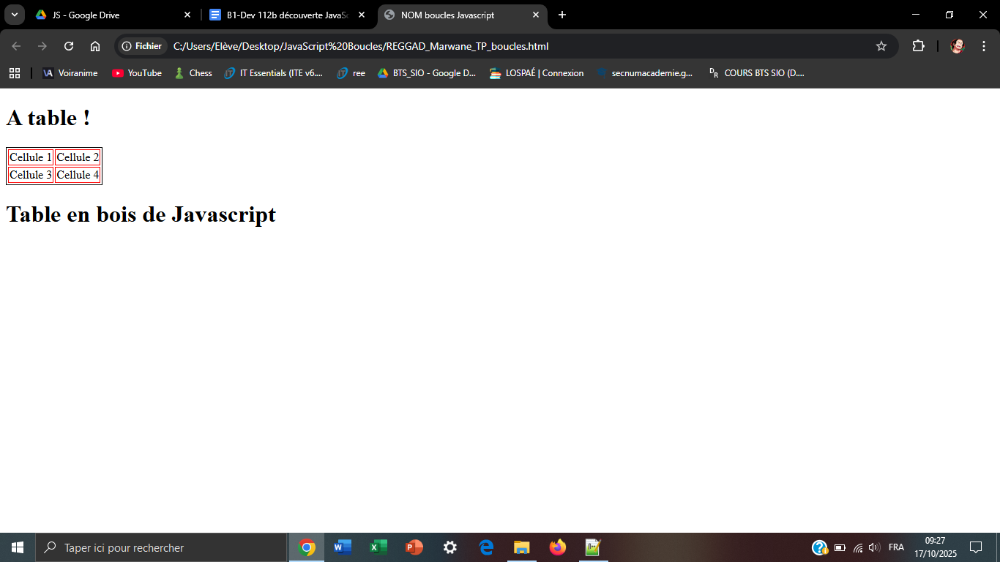 JS - Google Drive
B1-Dev 112b découverte JavaSc
NOM boucles Javascript
Fichier
C:/Users/Elève/Desktop/JavaScript%20Boucles/REGGAD_Marwane_TP_boucles.html
Voiranime
YouTube
Chess
IT Essentials (ITE v6....
ree
BTS_SIO - Google D...
LOSPAÉ | Connexion
secnumacademie.g...
COURS BTS SIO (D....
A table !
Cellule 1 Cellule 2
Cellule 3 Cellule 4
Table en bois de Javascript
Taper ici pour rechercher
FRA
09:27
17/10/2025